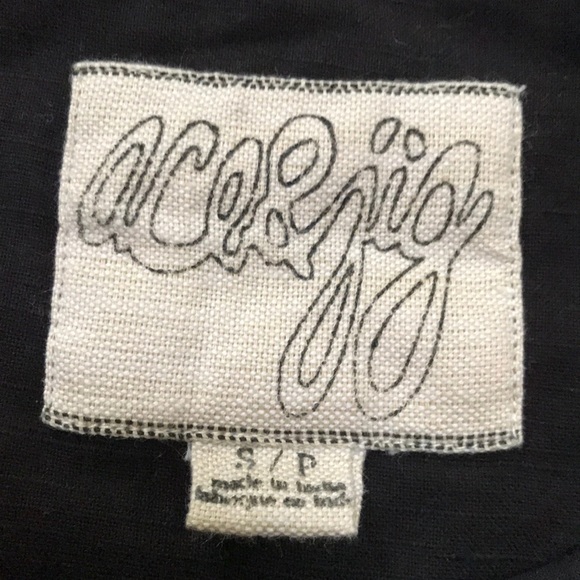 ace&jig
S / P
made in India
fabriqué en Inde